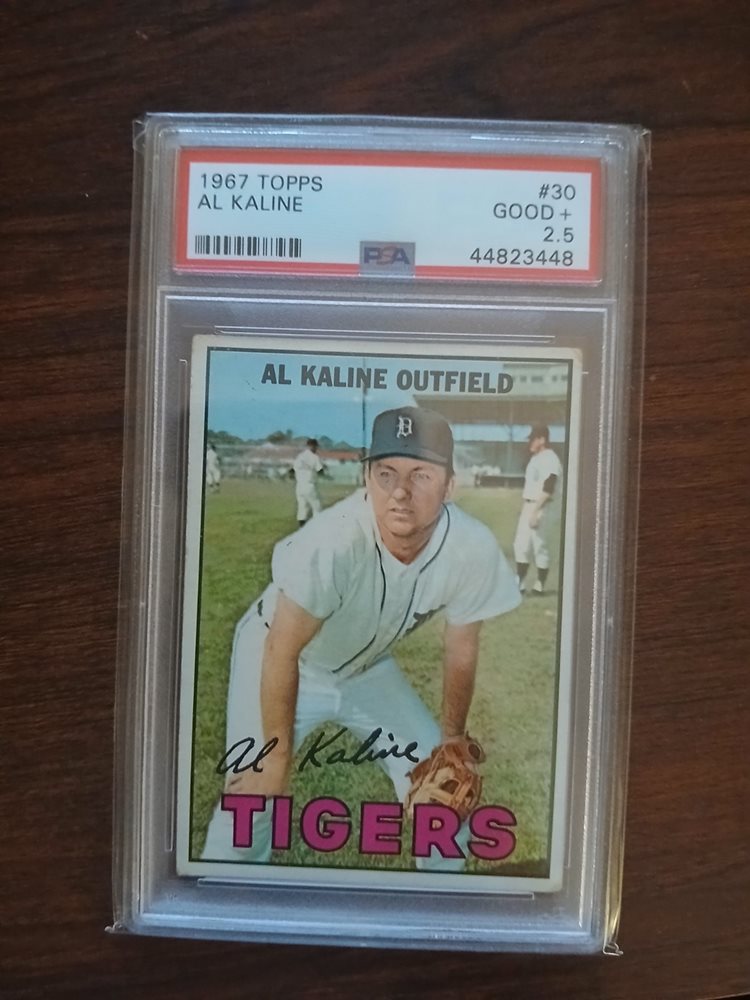 1967 TOPPS #30
AL KALINE GOOD + 
2.5
PSA 44823448
AL KALINE OUTFIELD
Al Kaline
TIGERS